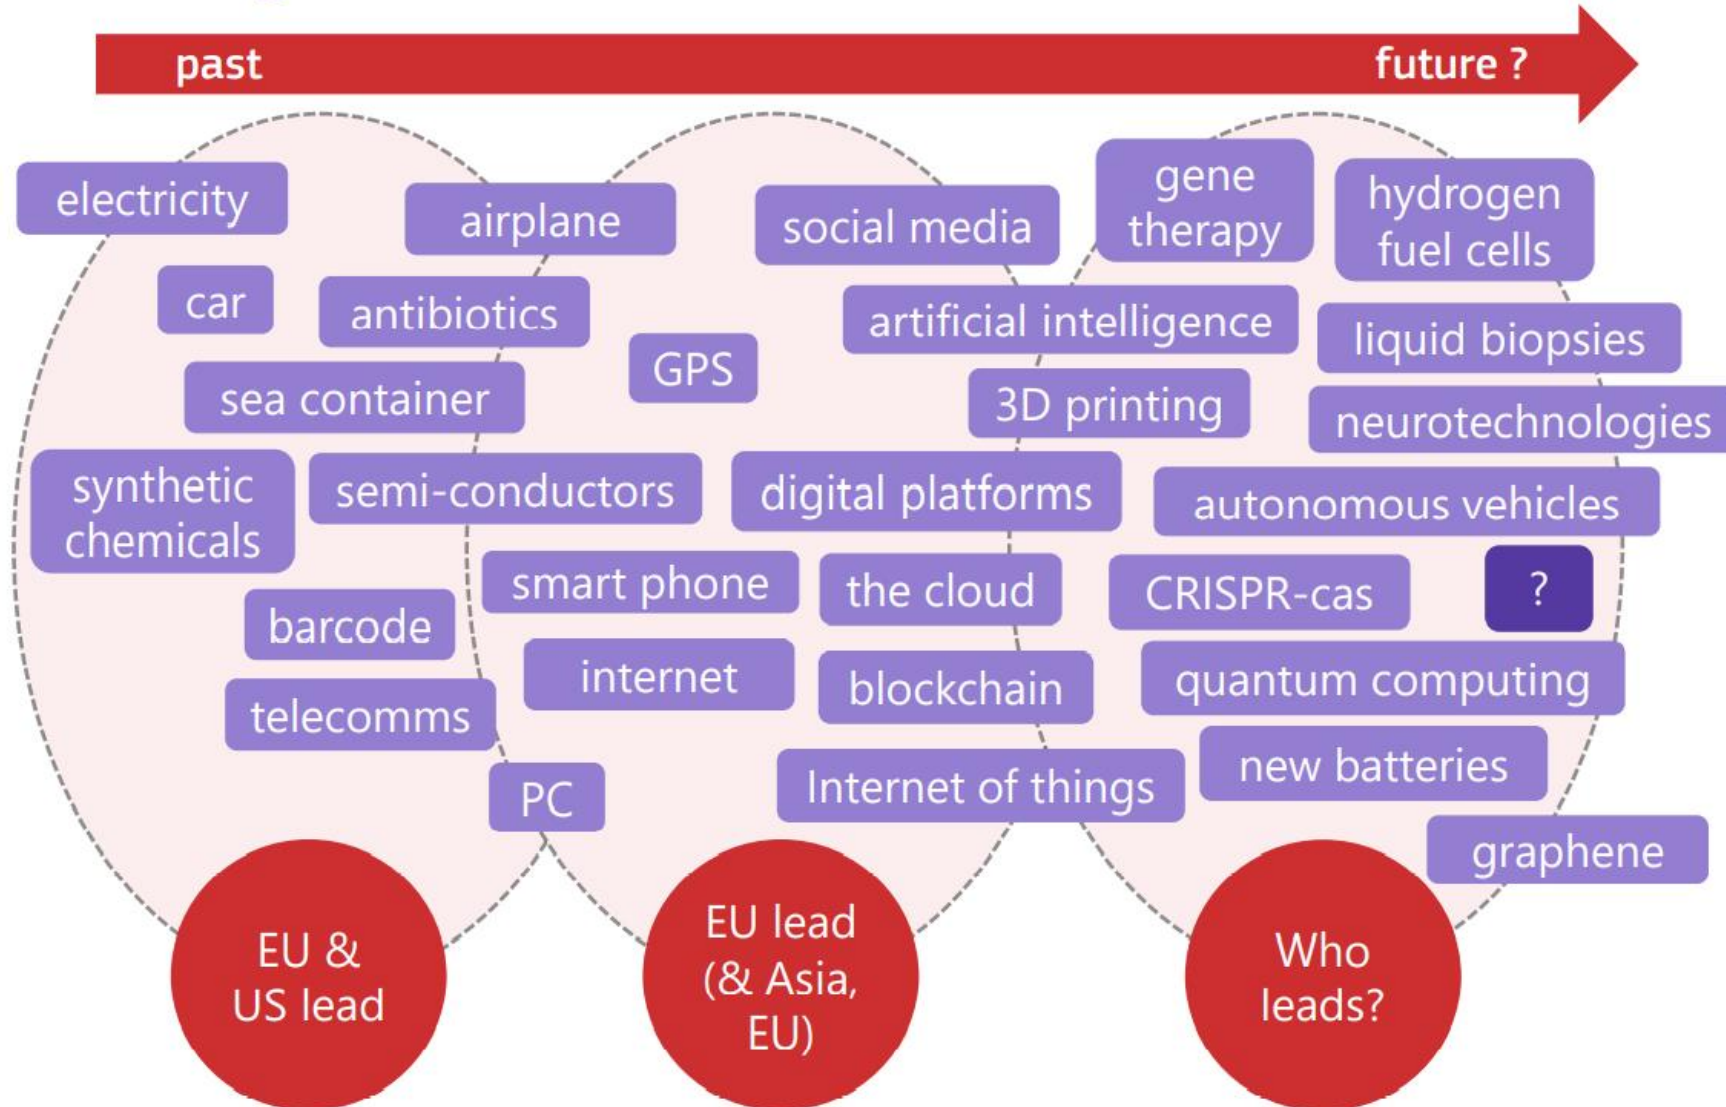 past
future ?
electricity
airplane
social media
gene
therapy
hydrogen
fuel cells
car
antibiotics
GPS
artificial intelligence
liquid biopsies
sea container
3D printing
neurotechnologies
synthetic
chemicals
semi-conductors
digital platforms
autonomous vehicles
smart phone
the cloud
CRISPR-cas
?
barcode
internet
blockchain
quantum computing
telecomms
PC
Internet of things
new batteries
graphene
EU &
US lead
EU lead
(& Asia,
EU)
Who
leads?